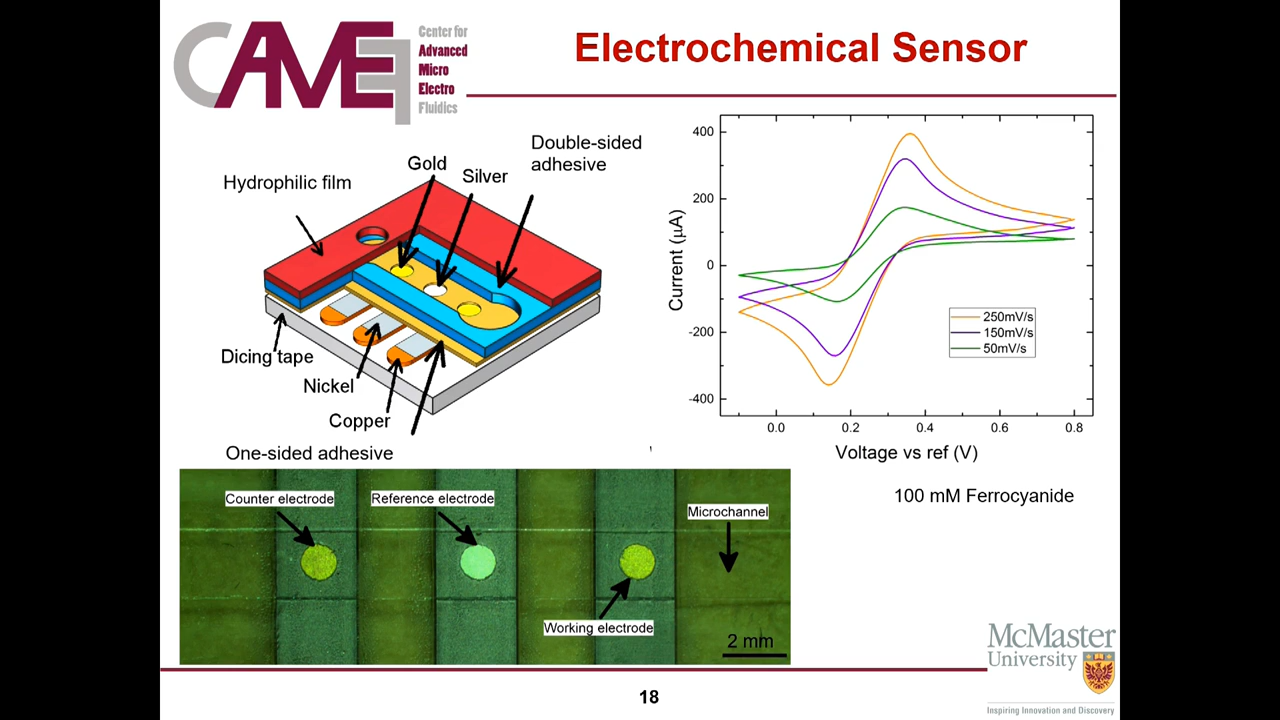 CAMEF
Center for
Advanced
Micro
Electro
Fluidics
Electrochemical Sensor
Hydrophilic film
Gold
Silver
Double-sided
adhesive
Dicing tape
Nickel
Copper
One-sided adhesive
Current (µA)
400
200
0
-200
-400
250mV/s
150mV/s
50mV/s
0.0
0.2
0.4
0.6
0.8
Voltage vs ref (V)
100 mM Ferrocyanide
Counter electrode
Reference electrode
Microchannel
Working electrode
2 mm
McMaster
University
Inspiring Innovation and Discovery
18